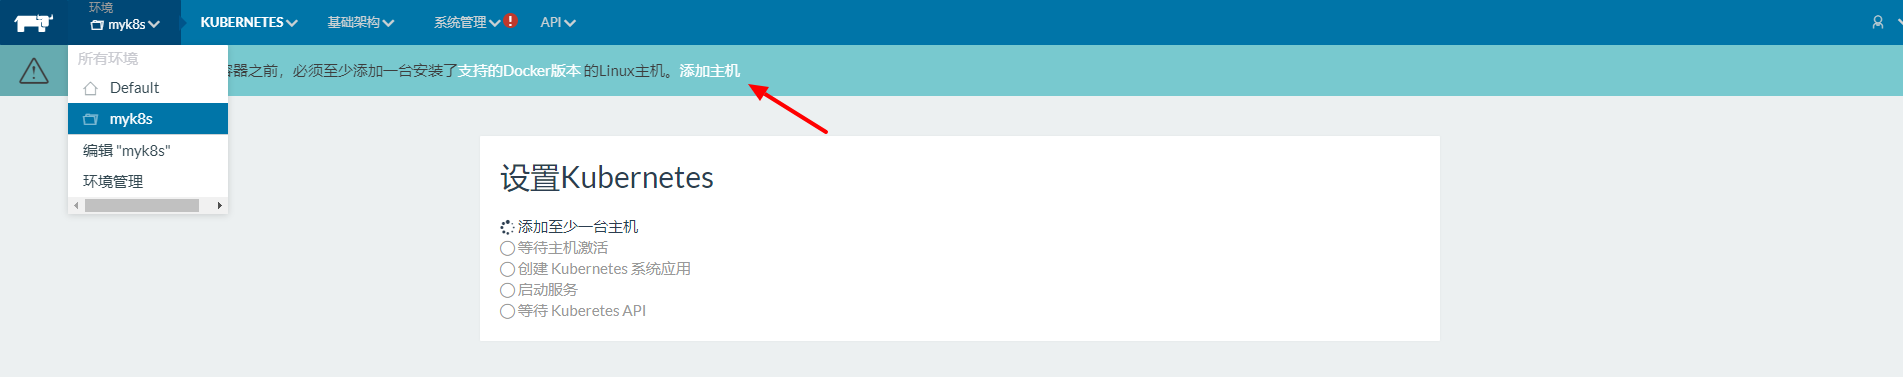 环境
myk8s KUBERNETES 基础架构 系统管理 API
所有环境
容器之前，必须至少添加一台安装了支持的Docker版本 的Linux主机。添加主机
Default
myk8s
编辑 "myk8s"
环境管理
设置Kubernetes
添加至少一台主机
等待主机激活
创建 Kubernetes 系统应用
启动服务
等待 Kuberetes API